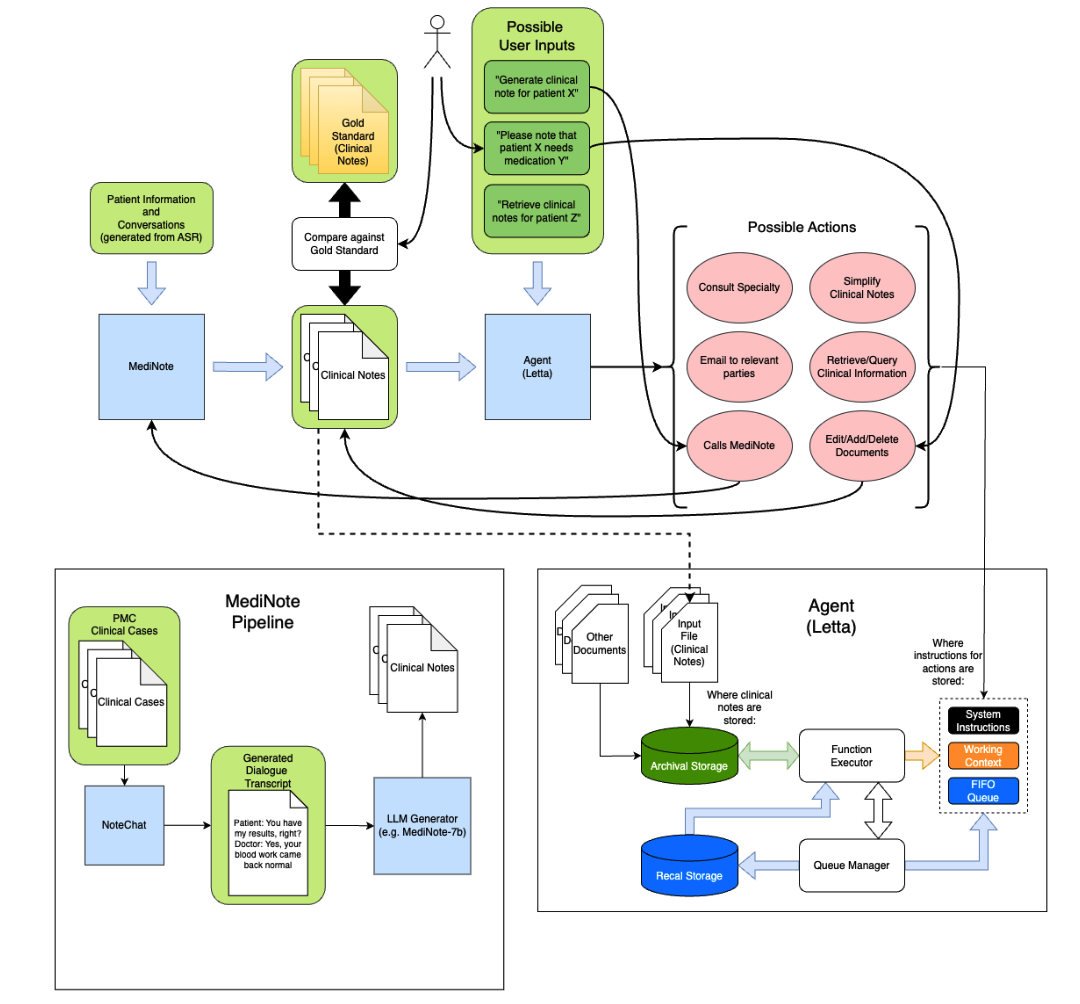 Possible
User Inputs
"Generate clinical
note for patient X"
"Please note that
patient X needs
medication Y"
"Retrieve clinical
notes for patient Z"
Gold
Standard
(Clinical
Notes)
Patient Information
and
Conversations
(generated from ASR)
Compare against
Gold Standard
Possible Actions
Consult Specialty
Simplify
Clinical Notes
MediNote
C
C
Clinical Notes
Agent
(Letta)
Email to relevant
parties
Retrieve/Query
Clinical Information
Calls MediNote
Edit/Add/Delete
Documents
MediNote
Pipeline
PMC
Clinical Cases
C
C
Clinical Cases
C
C
Clinical Notes
NoteChat
Generated
Dialogue
Transcript
Patient: You have
my results, right?
Doctor: Yes, your
blood work came
back normal
LLM Generator
(e.g. MediNote-7b)
Agent
(Letta)
D
D
Other
Documents
In
In
Input
File
(Clinical
Notes)
Where clinical
notes are
stored:
Where
instructions for
actions are
stored:
Archival Storage
Function
Executor
System
Instructions
Working
Context
FIFO
Queue
Recal Storage
Queue Manager